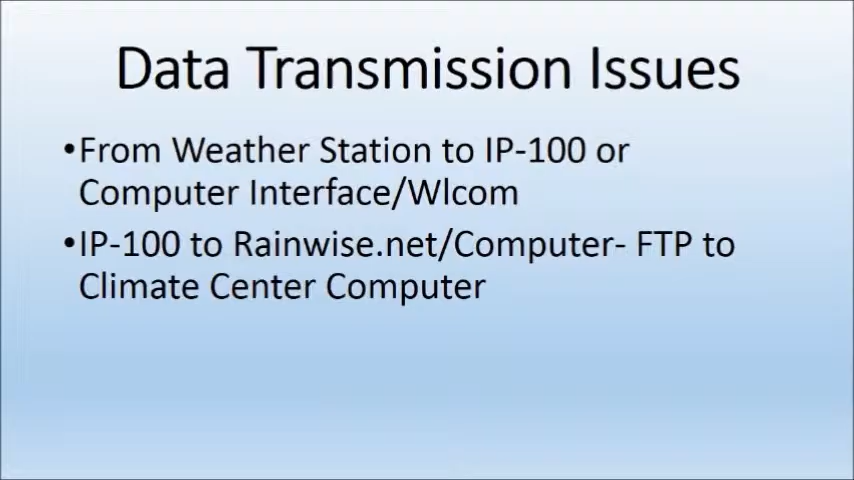 Data Transmission Issues
•From Weather Station to IP-100 or
Computer Interface/Wlcom
•IP-100 to Rainwise.net/Computer- FTP to
Climate Center Computer